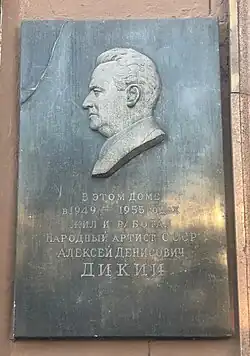 В ЭТОМ ДОМЕ
в 1949 – 1955 годах
ЖИЛ И РАБОТАЛ
НАРОДНЫЙ АРТИСТ СССР
АЛЕКСЕЙ ДЕНИСОВИЧ
ДИКИЙ